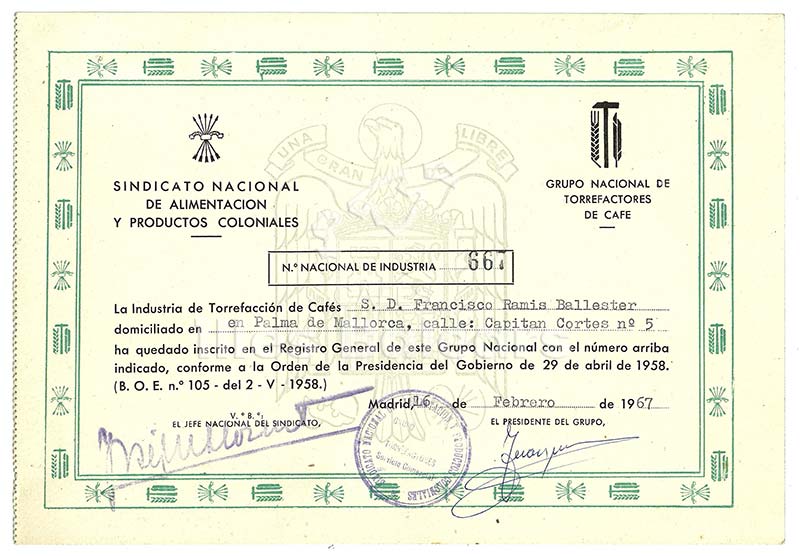 UNA GRANDE LIBRE
SINDICATO NACIONAL
DE ALIMENTACION
Y PRODUCTOS COLONIALES
GRUPO NACIONAL DE
TORREFACTORES
DE CAFE
N.º NACIONAL DE INDUSTRIA 667
La Industria de Torrefacción de Cafés S. D. Francisco Ramis Ballester
domiciliado en en Palma de Mallorca, calle: Capitan Cortes nº 5
ha quedado inscrito en el Registro General de este Grupo Nacional con el número arriba
indicado, conforme a la Orden de la Presidencia del Gobierno de 29 de abril de 1958.
(B. O. E. n.º 105 - del 2 - V - 1958.)
Madrid, 16 de Febrero de 1967
V.º B.º:
EL JEFE NACIONAL DEL SINDICATO,
EL PRESIDENTE DEL GRUPO,